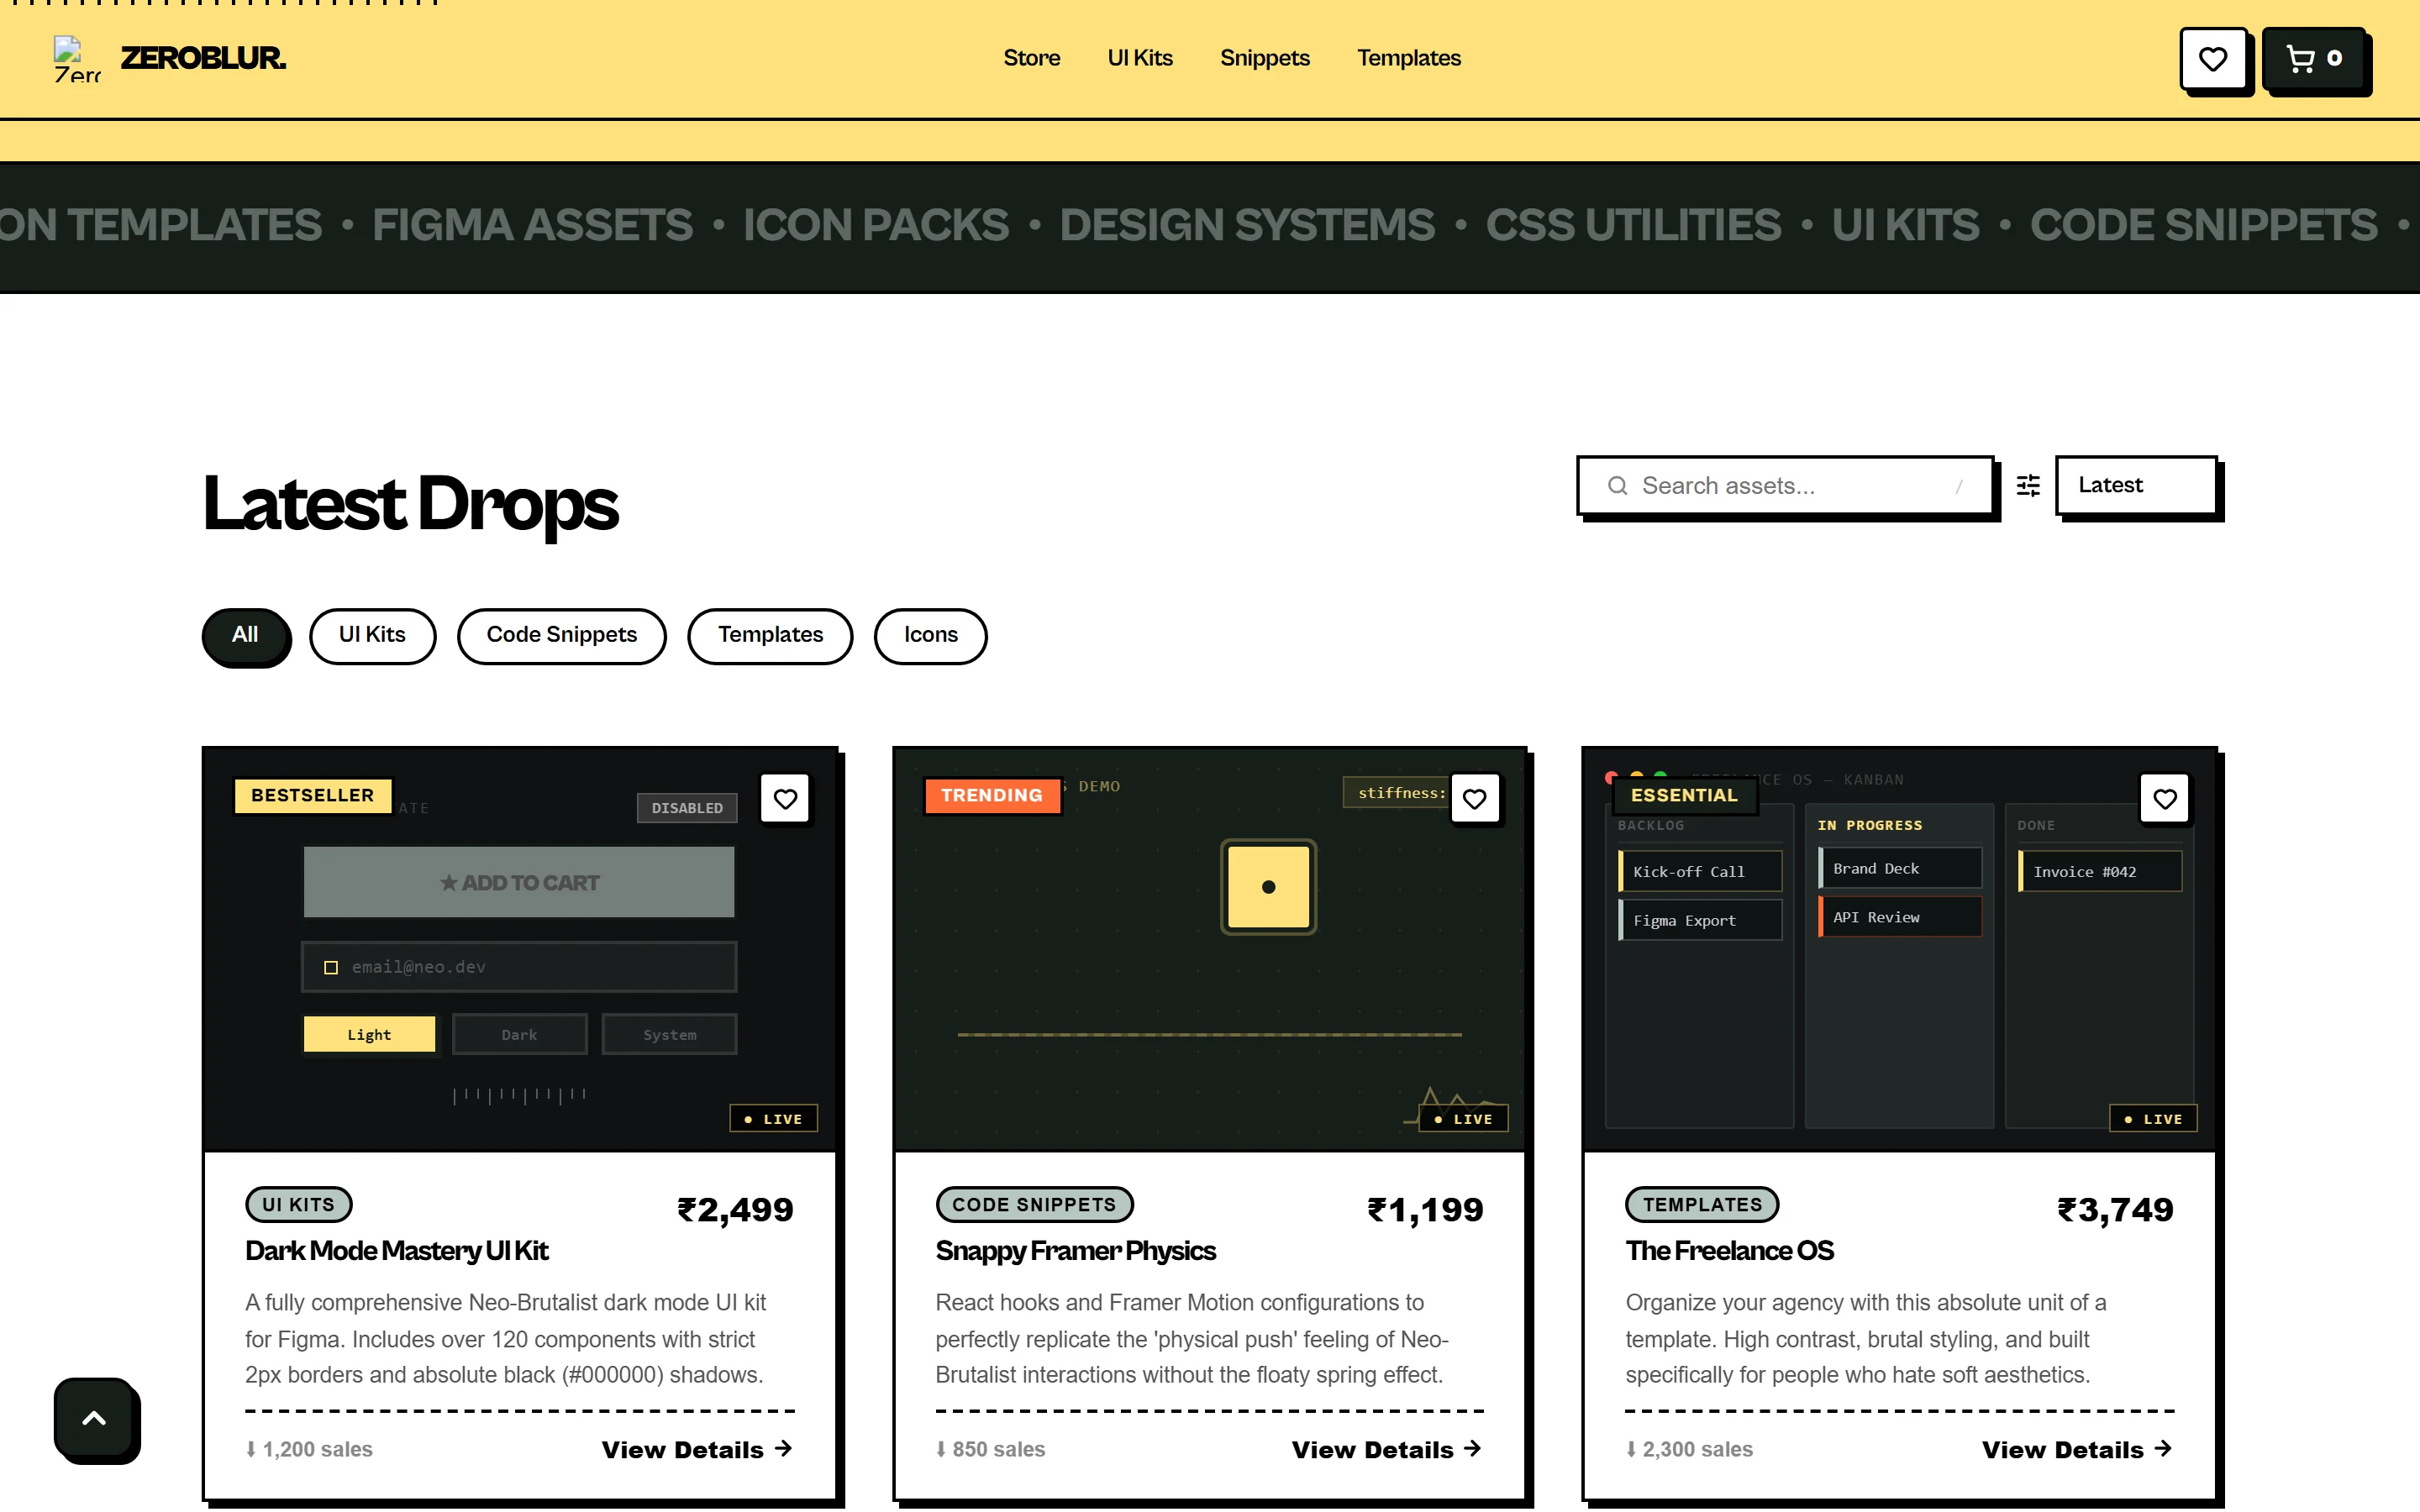 Zero
ZEROBLUR.
Store
UI Kits
Snippets
Templates
0
ON TEMPLATES • FIGMA ASSETS • ICON PACKS • DESIGN SYSTEMS • CSS UTILITIES • UI KITS • CODE SNIPPETS •
Latest Drops
Search assets...
/
Latest
All
UI Kits
Code Snippets
Templates
Icons
BESTSELLER
ATE
DISABLED
★ ADD TO CART
email@neo.dev
Light
Dark
System
• LIVE
UI KITS
₹2,499
Dark Mode Mastery UI Kit
A fully comprehensive Neo-Brutalist dark mode UI kit
for Figma. Includes over 120 components with strict
2px borders and absolute black (#000000) shadows.
⬇ 1,200 sales
View Details →
TRENDING
DEMO
stiffness:
• LIVE
CODE SNIPPETS
₹1,199
Snappy Framer Physics
React hooks and Framer Motion configurations to
perfectly replicate the 'physical push' feeling of Neo-
Brutalist interactions without the floaty spring effect.
⬇ 850 sales
View Details →
FREELANCE OS — KANBAN
ESSENTIAL
BACKLOG
Kick-off Call
Figma Export
IN PROGRESS
Brand Deck
API Review
DONE
Invoice #042
• LIVE
TEMPLATES
₹3,749
The Freelance OS
Organize your agency with this absolute unit of a
template. High contrast, brutal styling, and built
specifically for people who hate soft aesthetics.
⬇ 2,300 sales
View Details →